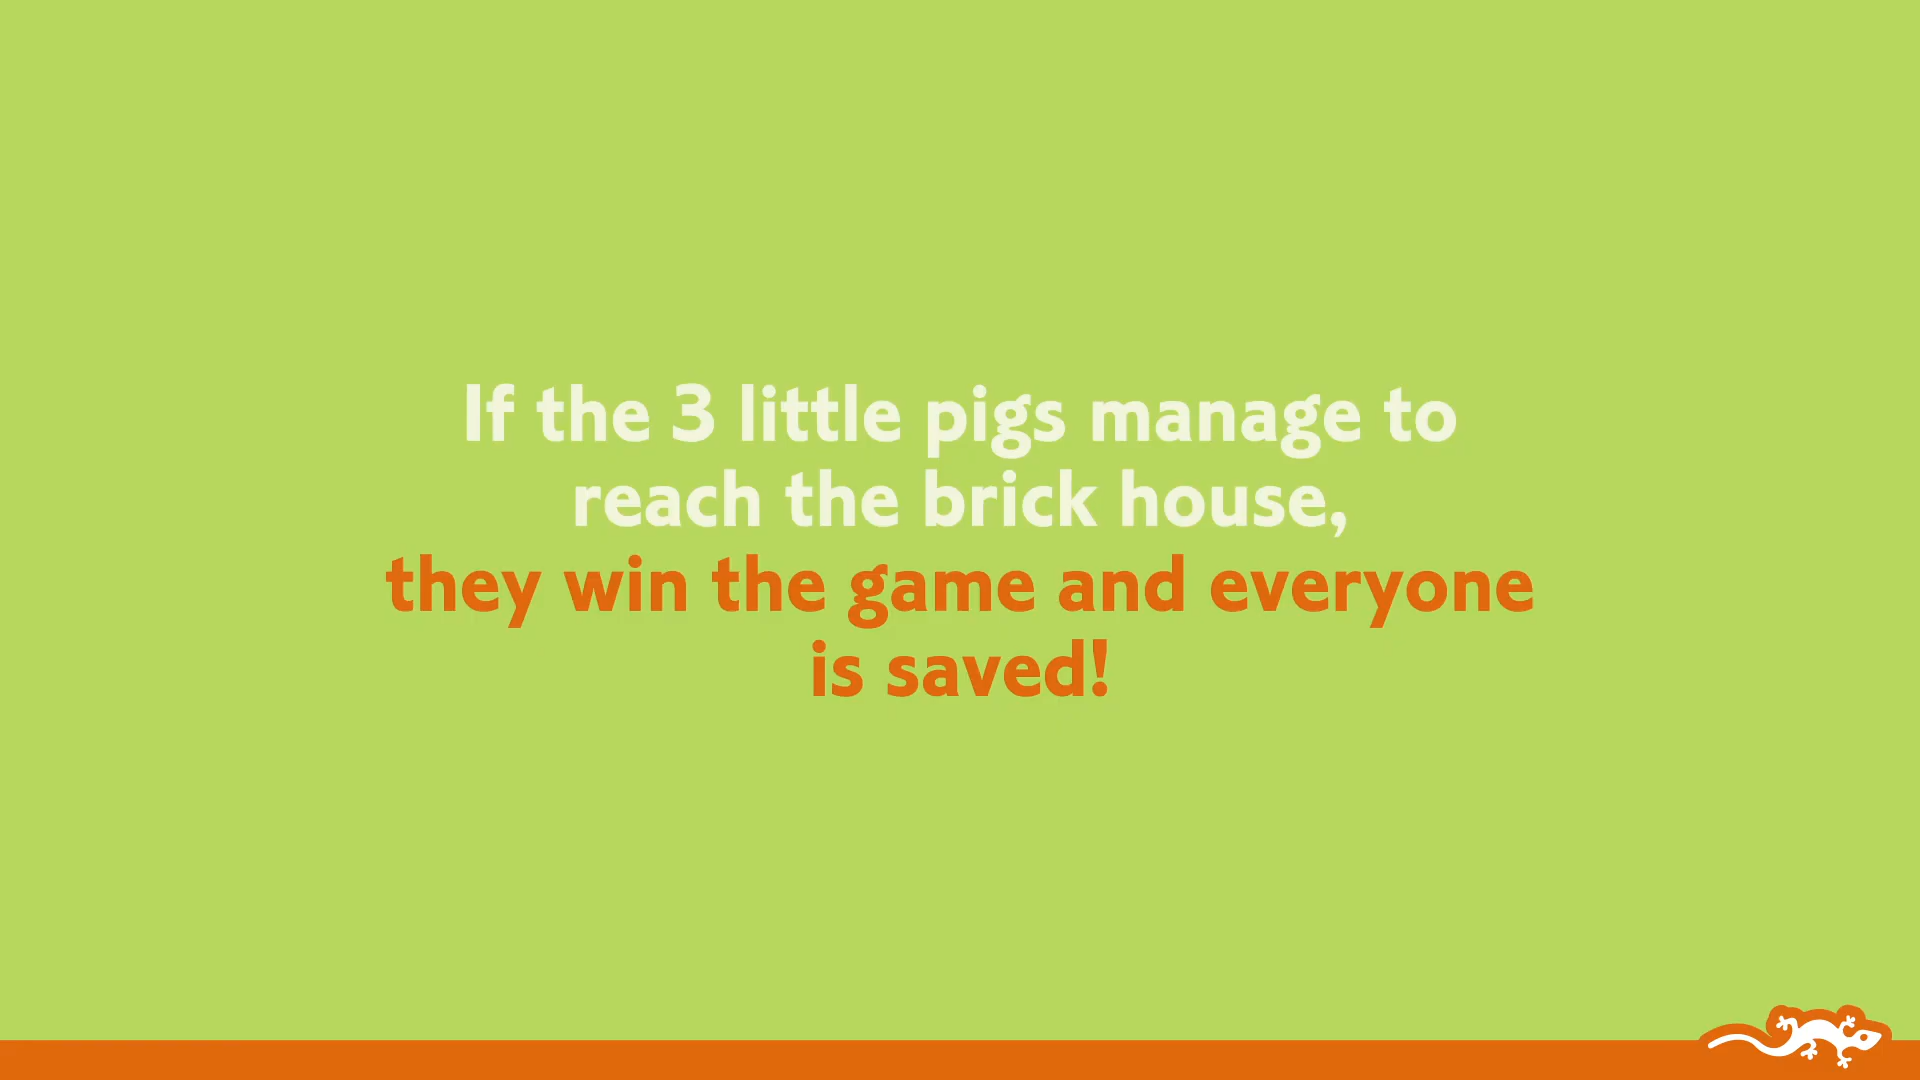 If the 3 little pigs manage to
reach the brick house,
they win the game and everyone
is saved!